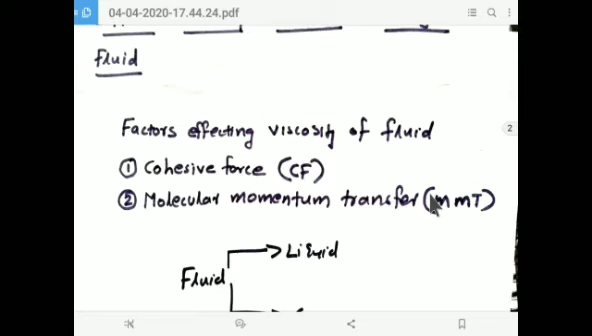 04-04-2020-17.44.24.pdf
Fluid
2
Factors effecting viscosity of fluid
① Cohesive force (CF)
② Molecular momentum transfer (MMT)
Liquid
Fluid